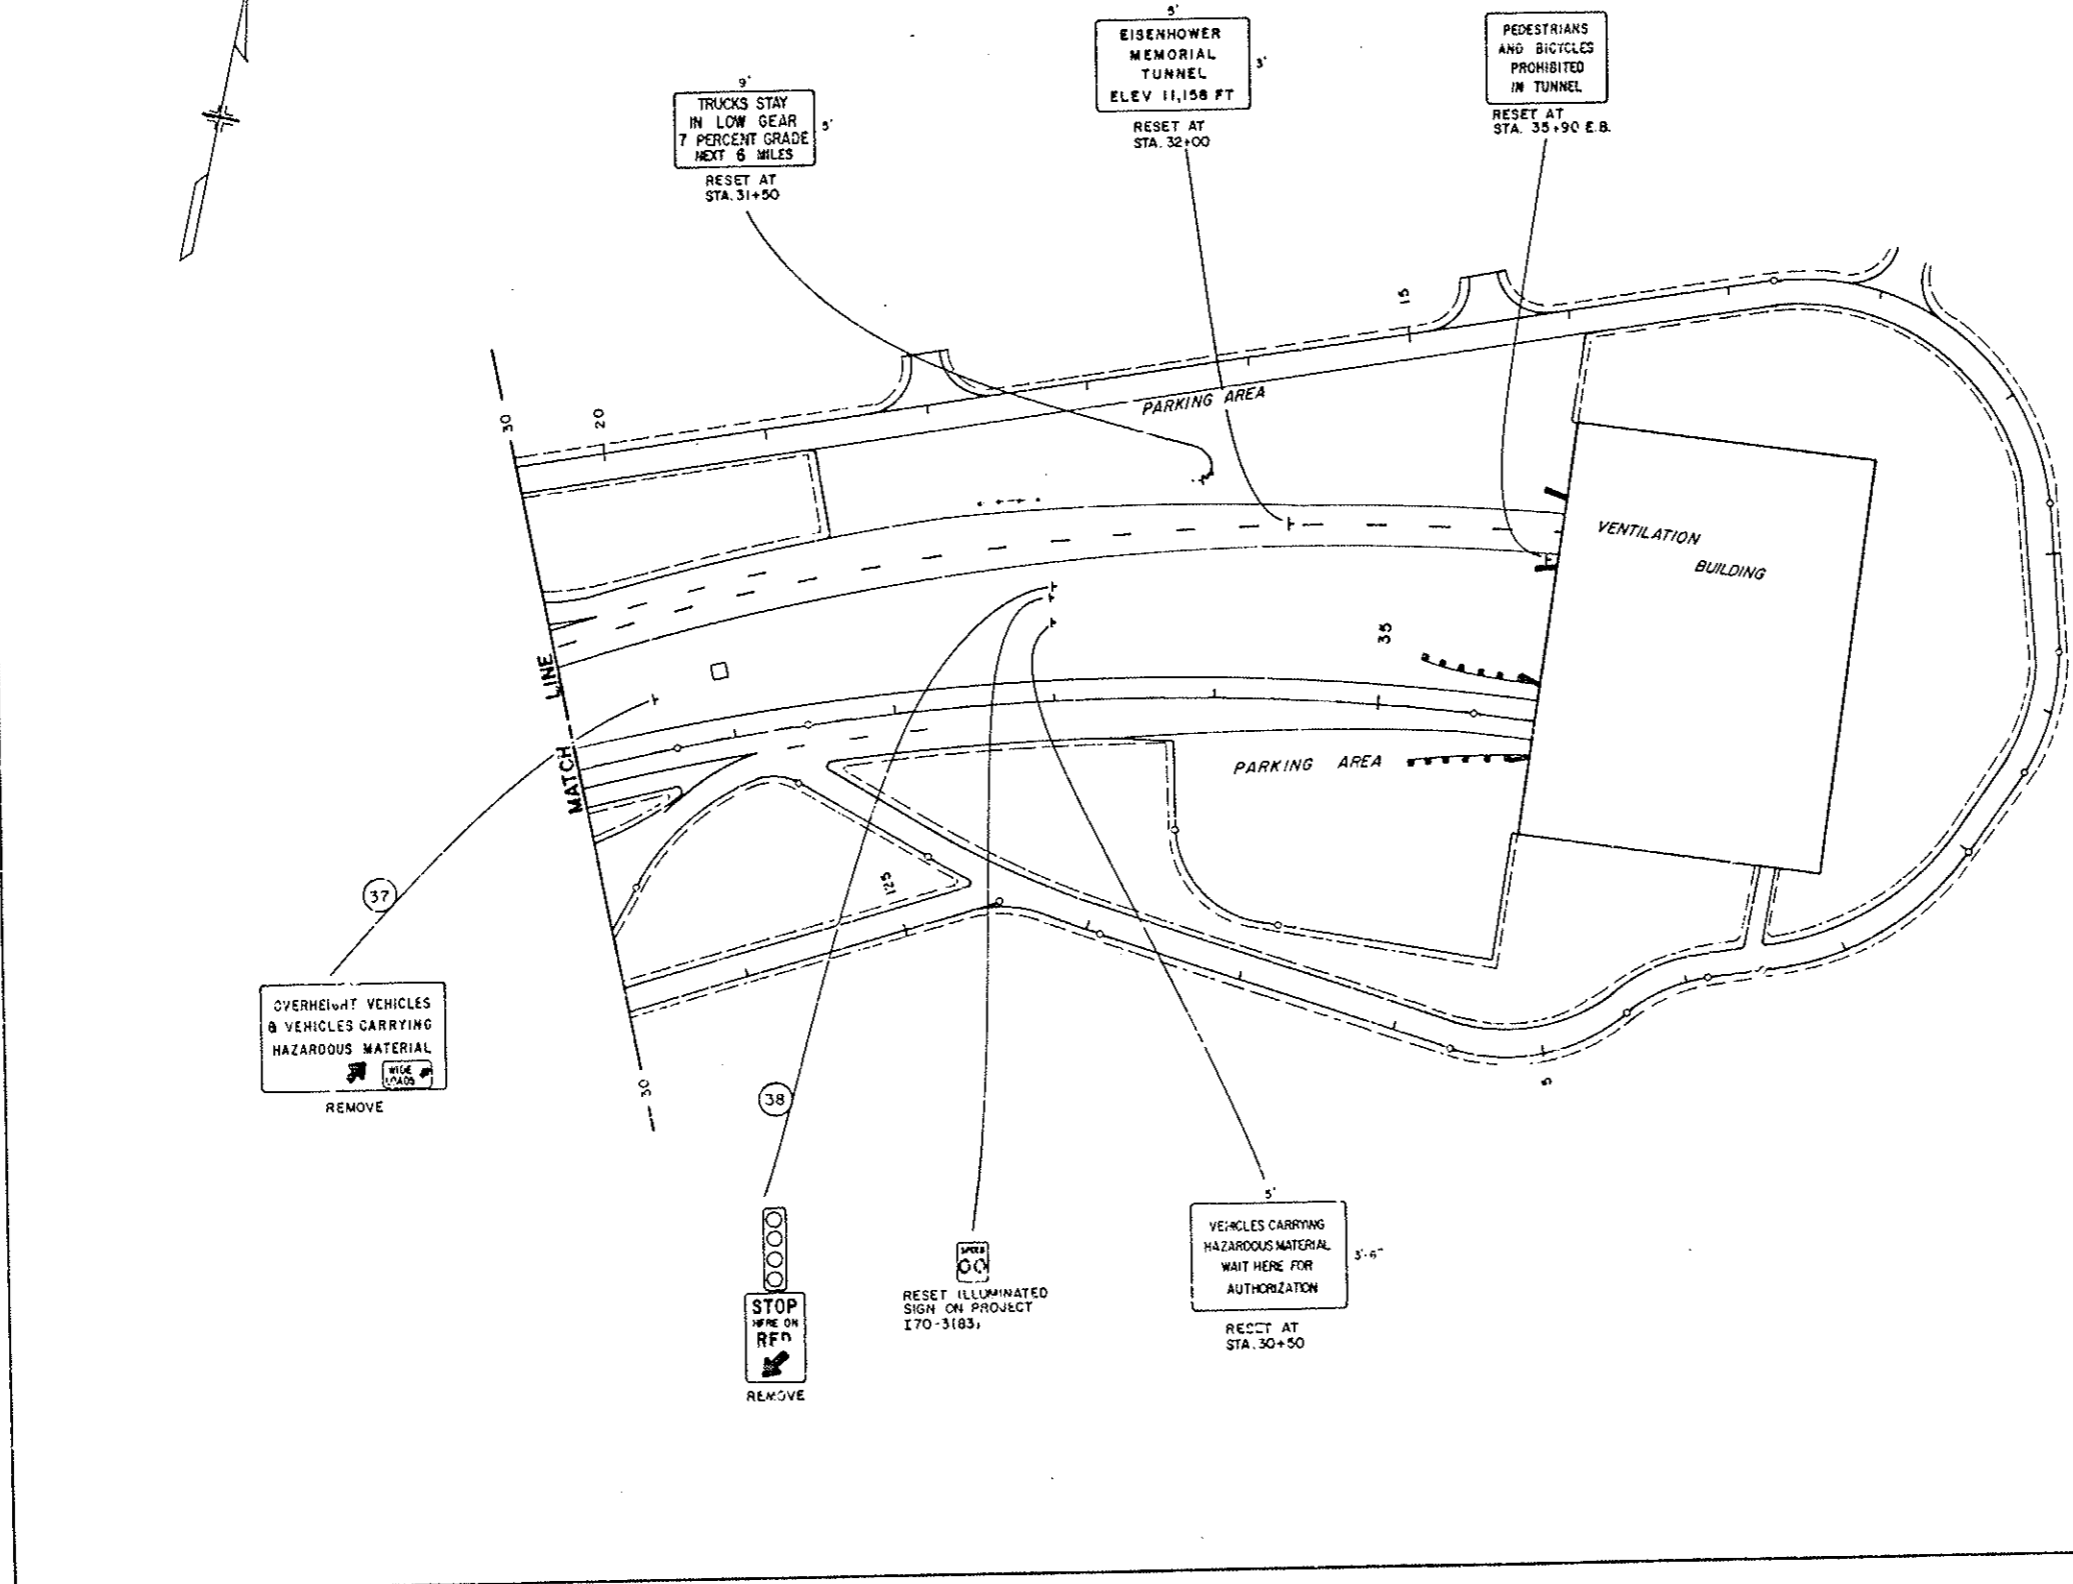 5'
EISENHOWER
MEMORIAL
TUNNEL
ELEV 11,158 FT
3'
RESET AT
STA. 32+00
PEDESTRIANS
AND BICYCLES
PROHIBITED
IN TUNNEL
RESET AT
STA. 35+90 E.B.
9'
TRUCKS STAY
IN LOW GEAR
7 PERCENT GRADE
NEXT 6 MILES
5'
RESET AT
STA. 31+50
15
30
20
PARKING AREA
VENTILATION
BUILDING
35
MATCH LINE
PARKING AREA
37
125
OVERHEIGHT VEHICLES
& VEHICLES CARRYING
HAZARDOUS MATERIAL
WIDE
LOADS
REMOVE
30
5
38
STOP
HERE ON
RED
REMOVE
SPEED
00
RESET ILLUMINATED
SIGN ON PROJECT
I70-3(83)
5'
VEHICLES CARRYING
HAZARDOUS MATERIAL
WAIT HERE FOR
AUTHORIZATION
3'-6"
RESET AT
STA. 30+50